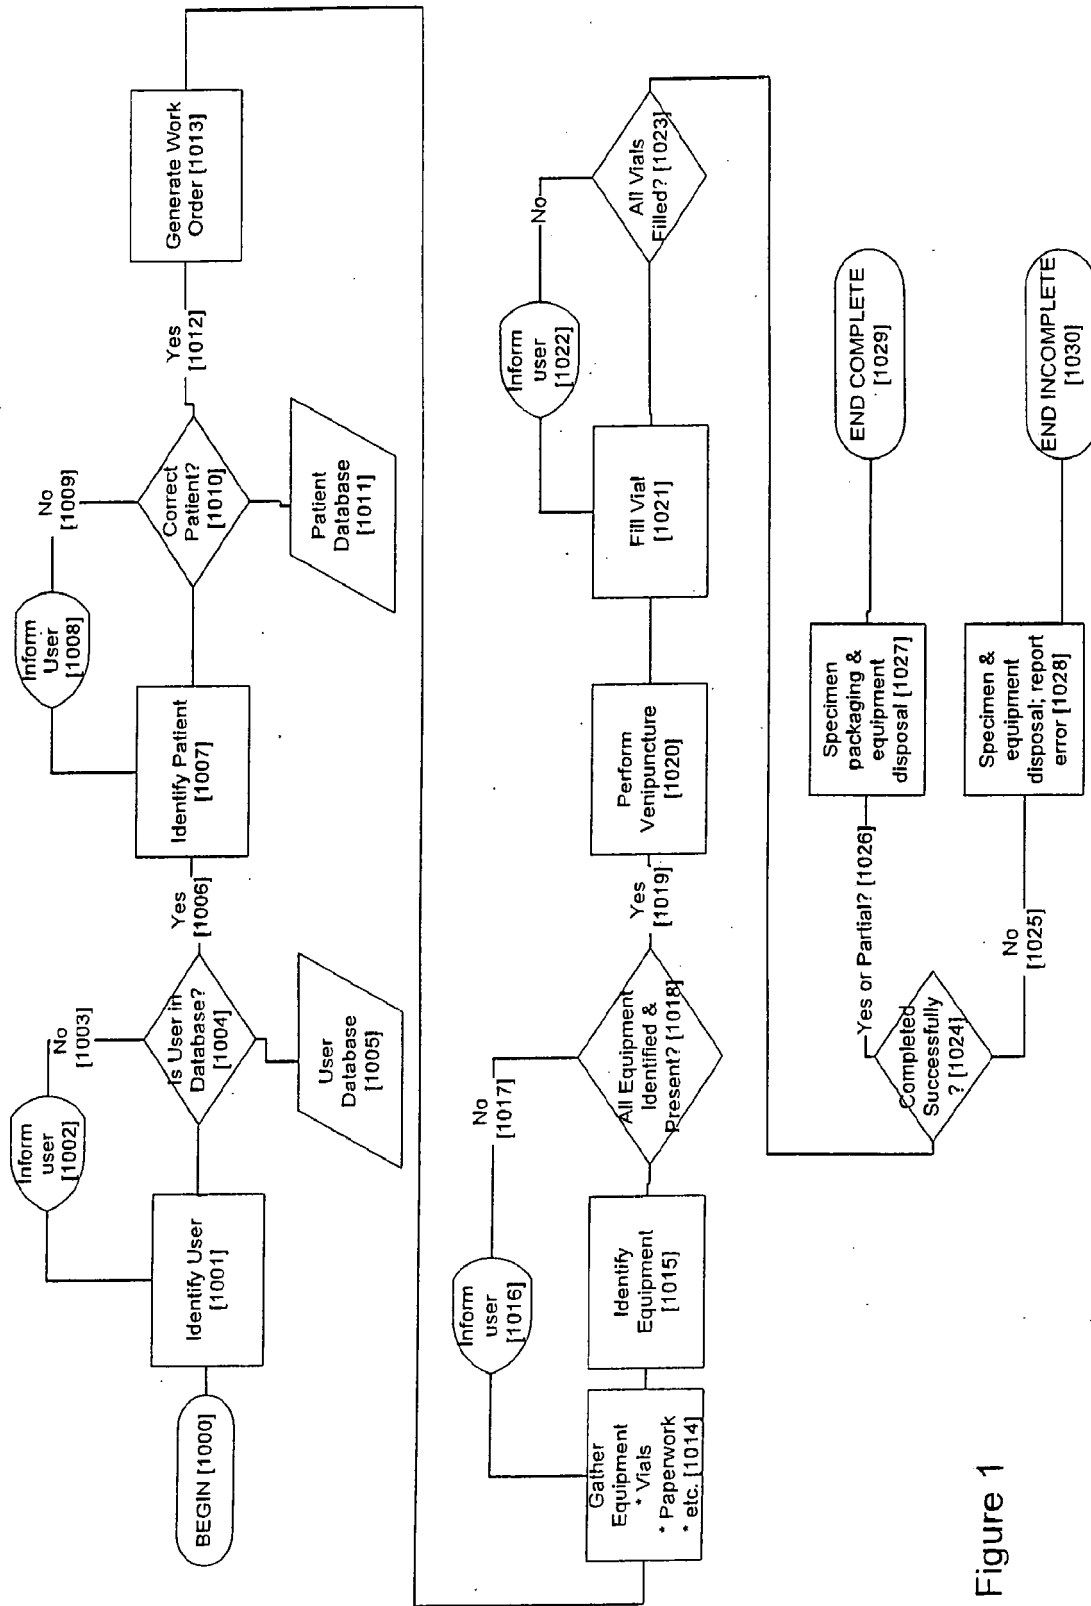 BEGIN [1000]
Identify User
[1001]
Inform
user
[1002]
No
[1003]
Is User in
Database?
[1004]
User
Database
[1005]
Yes
[1006]
Identify Patient
[1007]
Inform
User
[1008]
No
[1009]
Correct
Patient?
[1010]
Patient
Database
[1011]
Yes
[1012]
Generate Work
Order [1013]
Gather
Equipment
* Vials
* Paperwork
* etc. [1014]
Identify
Equipment
[1015]
Inform
user
[1016]
No
[1017]
All Equipment
Identified &
Present? [1018]
Yes
[1019]
Perform
Venipuncture
[1020]
Fill Vial
[1021]
Inform
user
[1022]
No
All Vials
Filled? [1023]
Completed
Successfully
? [1024]
Yes or Partial? [1026]
No
[1025]
Specimen
packaging &
equipment
disposal [1027]
Specimen &
equipment
disposal; report
error [1028]
END COMPLETE
[1029]
END INCOMPLETE
[1030]
Figure 1